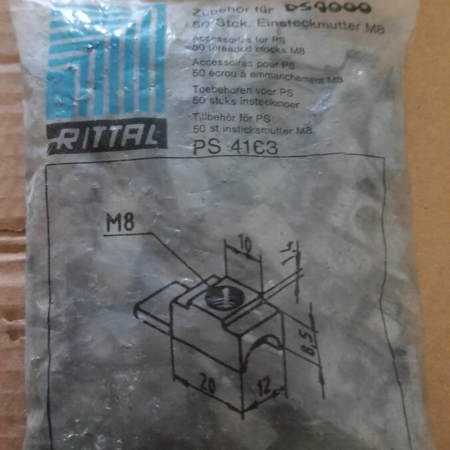 Zubehör für PS4000
50 Stck. Einsteckmutter M8
Accessories for PS
50 threaded blocks M8
Accessoires pour PS
50 écrou à emmanchement M8
Toebehoren voor PS
50 stuks insteekmoer
Tillbehör för PS
50 st insticksmutter M8
RITTAL
PS 4163
M8
10
8,5
20
12